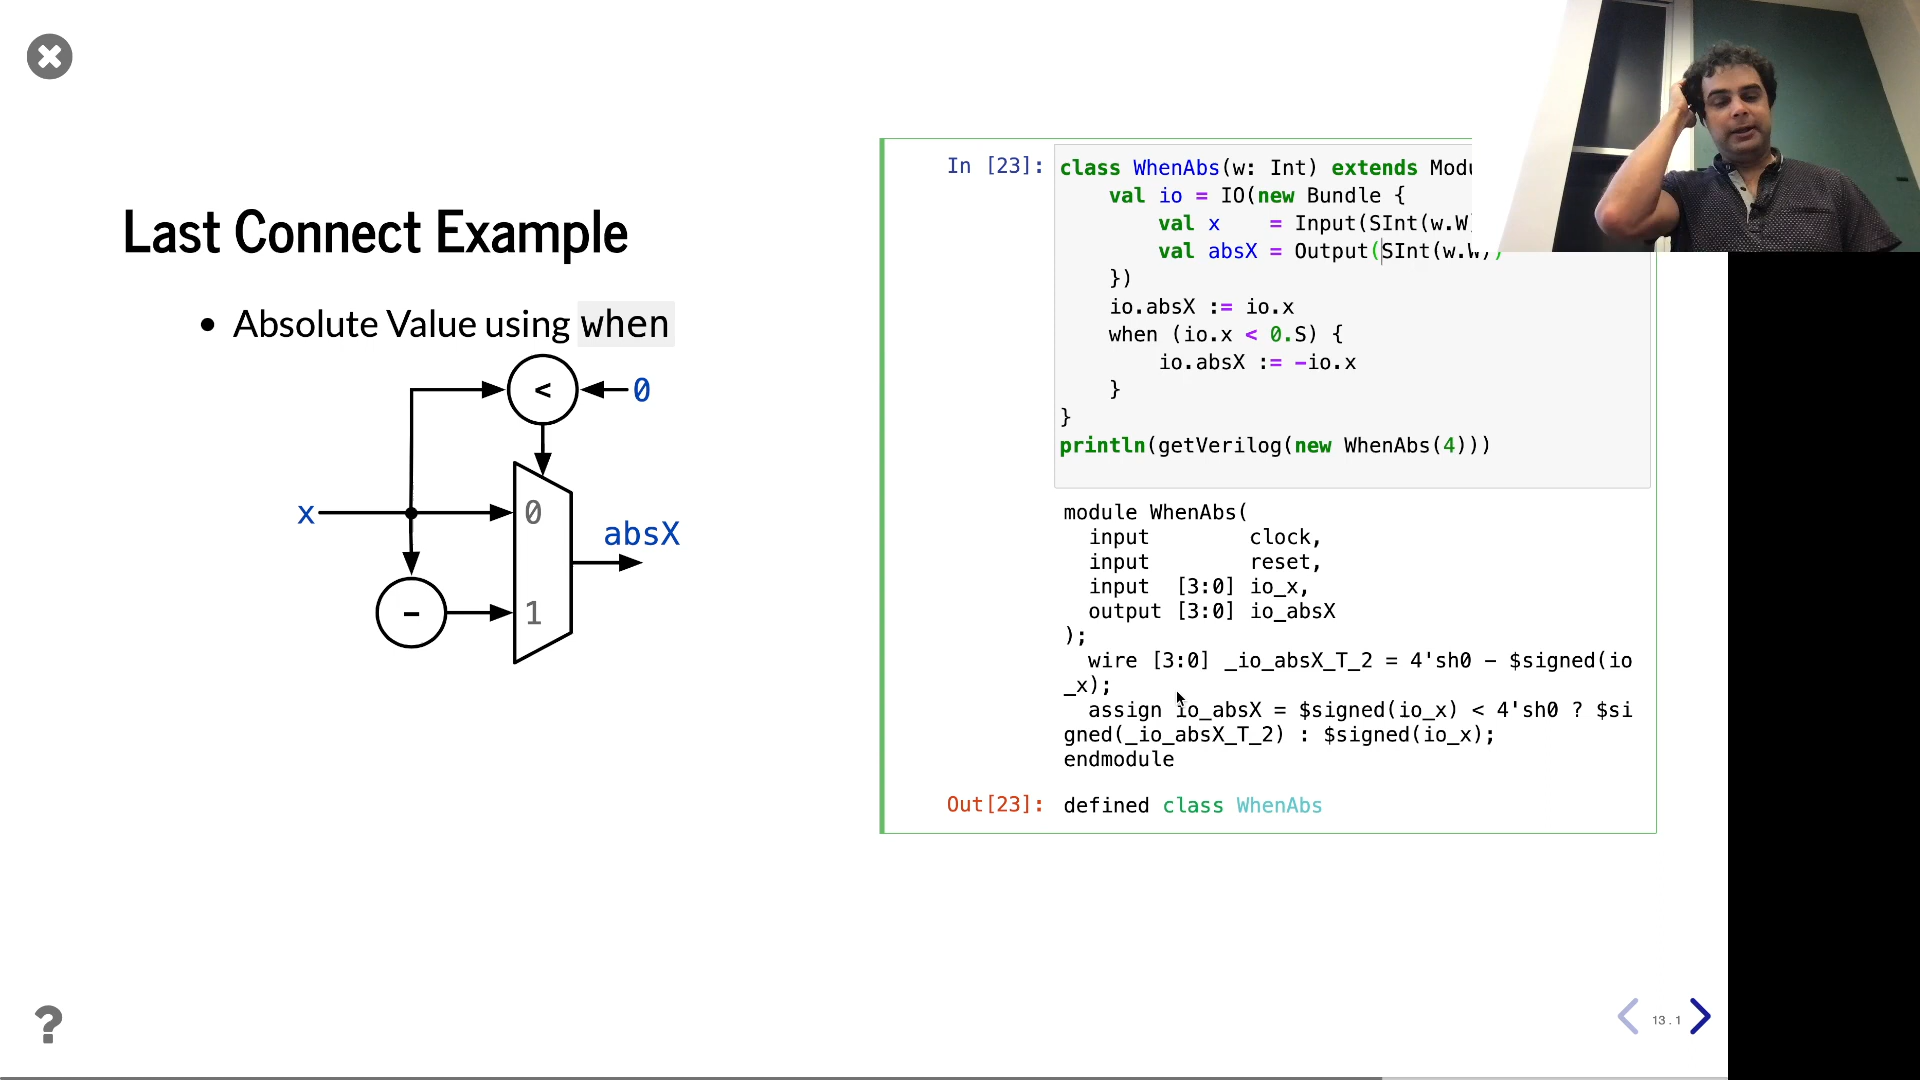 Last Connect Example
• Absolute Value using when
<
0
x
0
absX
-
1
In [23]:
class WhenAbs(w: Int) extends Modu
val io = IO(new Bundle {
val x = Input(SInt(w.W)
val absX = Output(SInt(w.W))
})
io.absX := io.x
when (io.x < 0.S) {
io.absX := -io.x
}
}
println(getVerilog(new WhenAbs(4)))
module WhenAbs(
input clock,
input reset,
input [3:0] io_x,
output [3:0] io_absX
);
wire [3:0] _io_absX_T_2 = 4'sh0 - $signed(io
_x);
assign io_absX = $signed(io_x) < 4'sh0 ? $si
gned(_io_absX_T_2) : $signed(io_x);
endmodule
Out[23]:
defined class WhenAbs
?
13.1